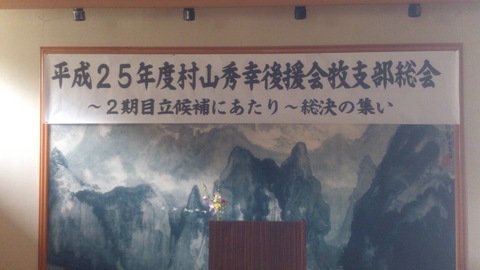 平成25年度村山秀幸後援会牧支部総会
～2期目立候補にあたり～総決の集い